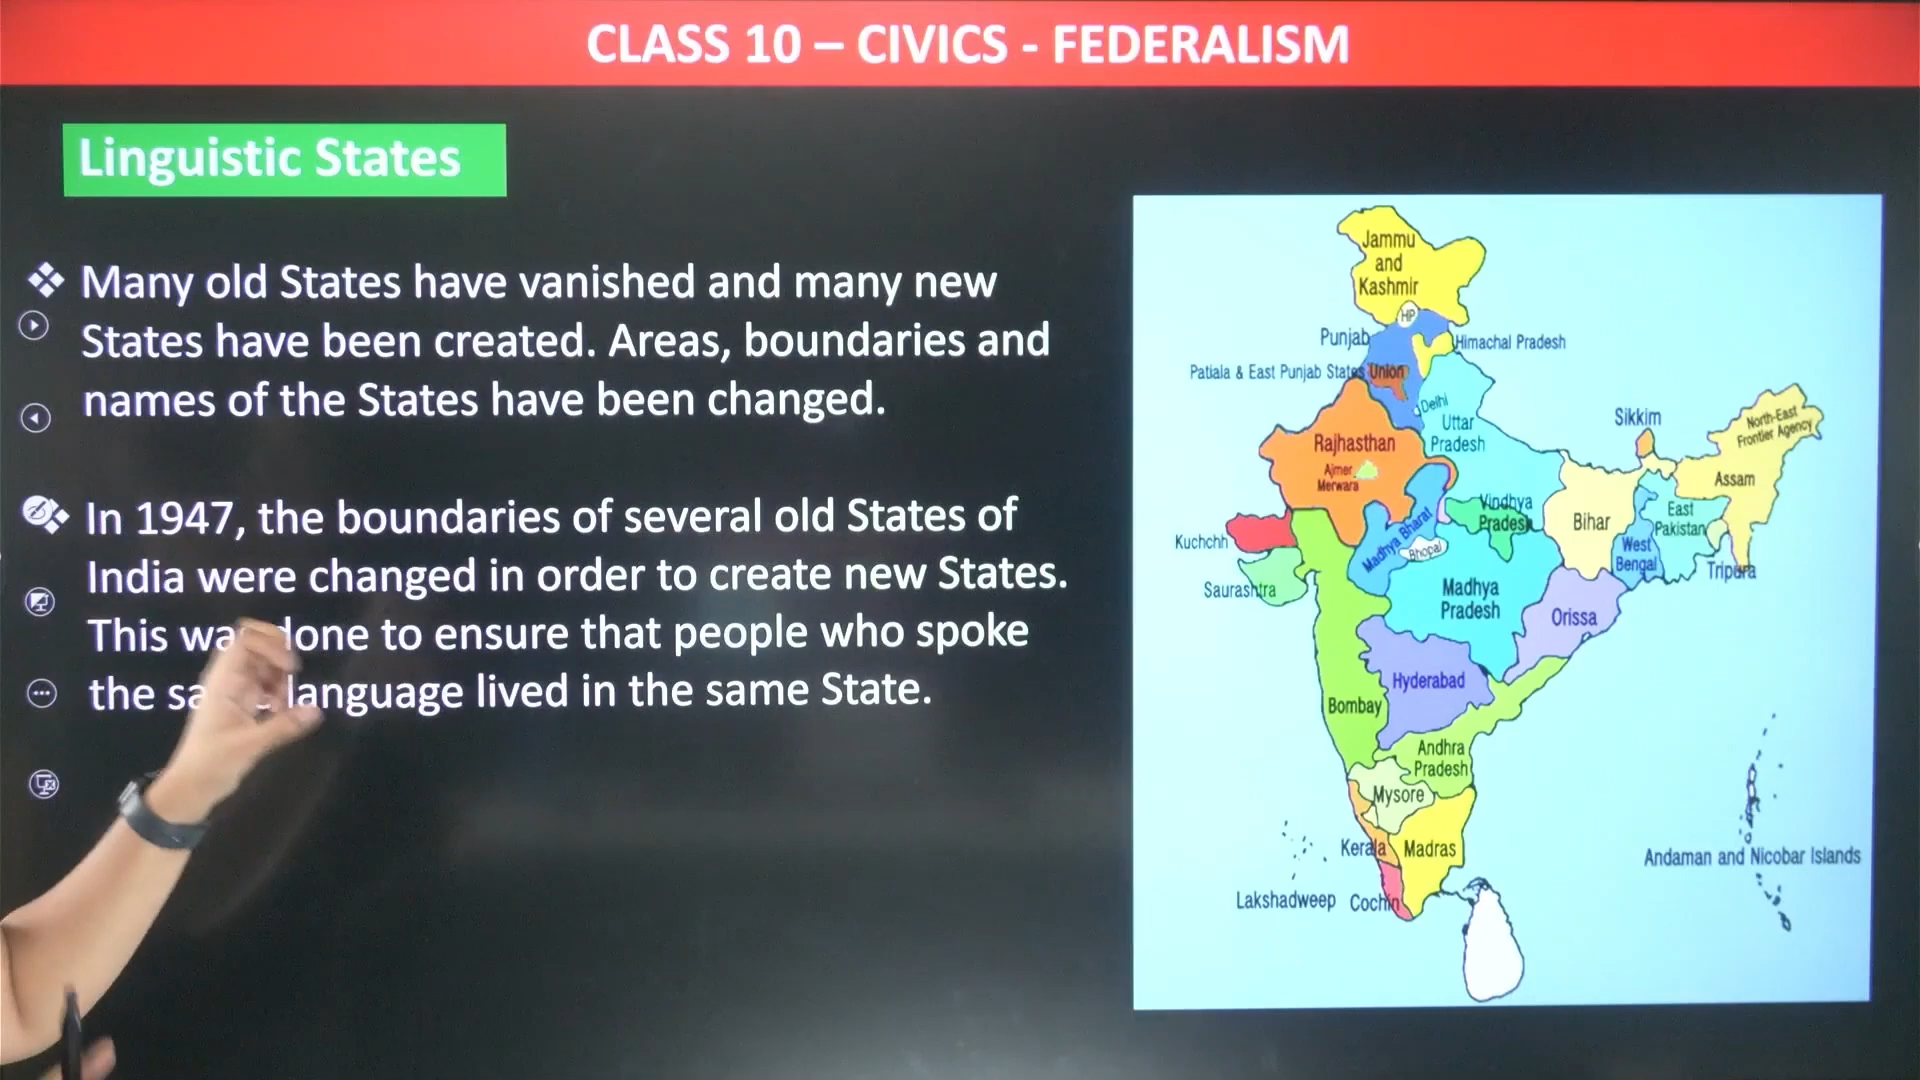 CLASS 10 – CIVICS - FEDERALISM
Linguistic States
Many old States have vanished and many new
States have been created. Areas, boundaries and
names of the States have been changed.
In 1947, the boundaries of several old States of
India were changed in order to create new States.
This was done to ensure that people who spoke
the language lived in the same State.
Jammu
and
Kashmir
HP
Punjab
Himachal Pradesh
Patiala & East Punjab States Union
Delhi
Uttar
Pradesh
Rajhasthan
Ajmer
Merwara
Sikkim
North-East
Frontier Agency
Assam
Vindhya
Pradesh
Bihar
East
Pakistan
Kuchchh
Madhya Bharat
Bhopal
West
Bengal
Tripura
Saurashtra
Madhya
Pradesh
Orissa
Hyderabad
Bombay
Andhra
Pradesh
Mysore
Kerala
Madras
Andaman and Nicobar Islands
Lakshadweep
Cochin